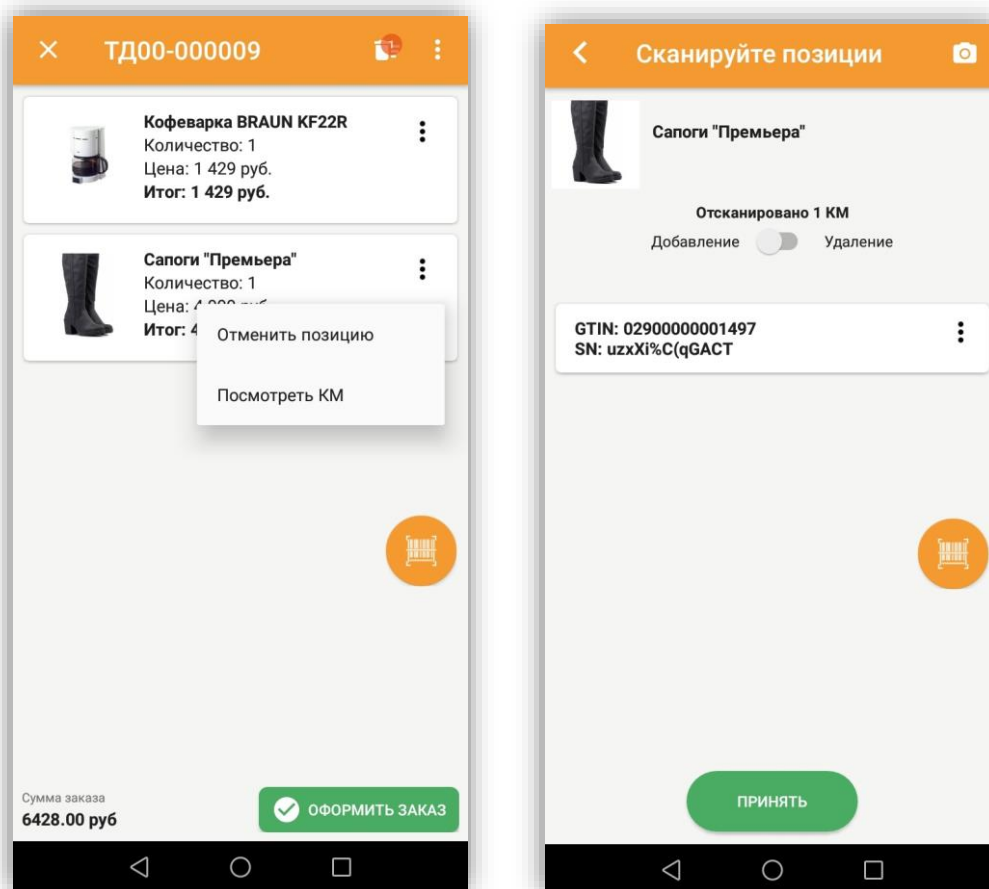 ТД00-000009
Кофеварка BRAUN KF22R
Количество: 1
Цена: 1 429 руб.
Итог: 1 429 руб.
Сапоги "Премьера"
Количество: 1
Цена:
Итог: 4
Отменить позицию
Посмотреть КМ
Сумма заказа
6428.00 руб
ОФОРМИТЬ ЗАКАЗ
Сканируйте позиции
Сапоги "Премьера"
Отсканировано 1 КМ
Добавление Удаление
GTIN: 02900000001497
SN: uzxXi%C(qGACT
ПРИНЯТЬ